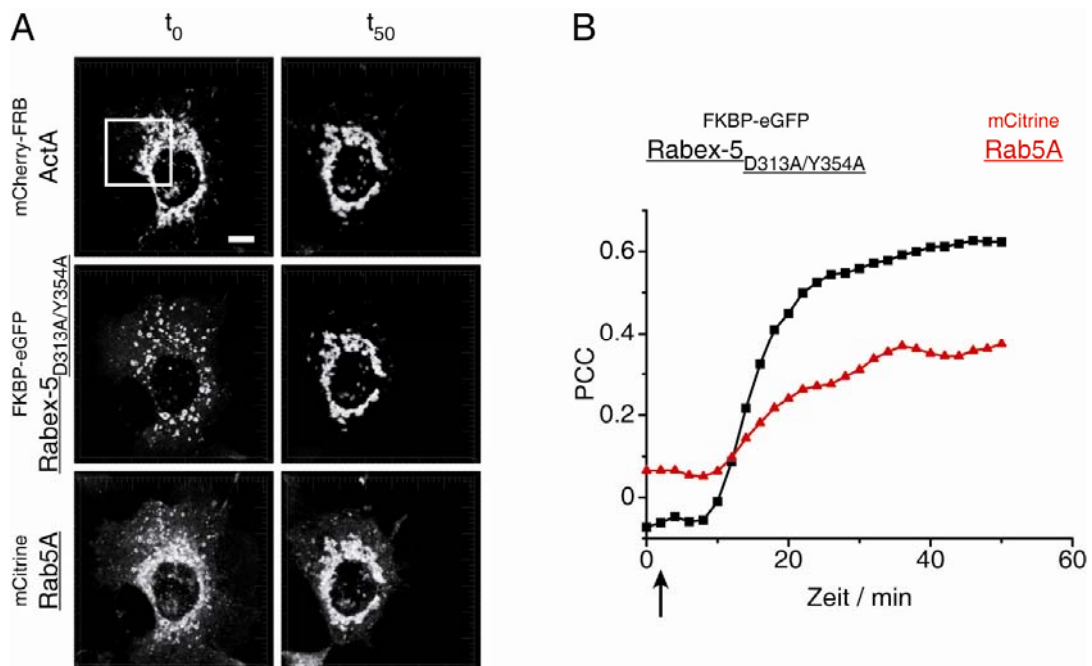 A
t0
t50
mCherry-FRB
ActA
FKBP-eGFP
Rabex-5D313A/Y354A
mCitrine
Rab5A
B
FKBP-eGFP
Rabex-5D313A/Y354A
mCitrine
Rab5A
PCC
0.6
0.4
0.2
0
0
20
40
60
Zeit / min